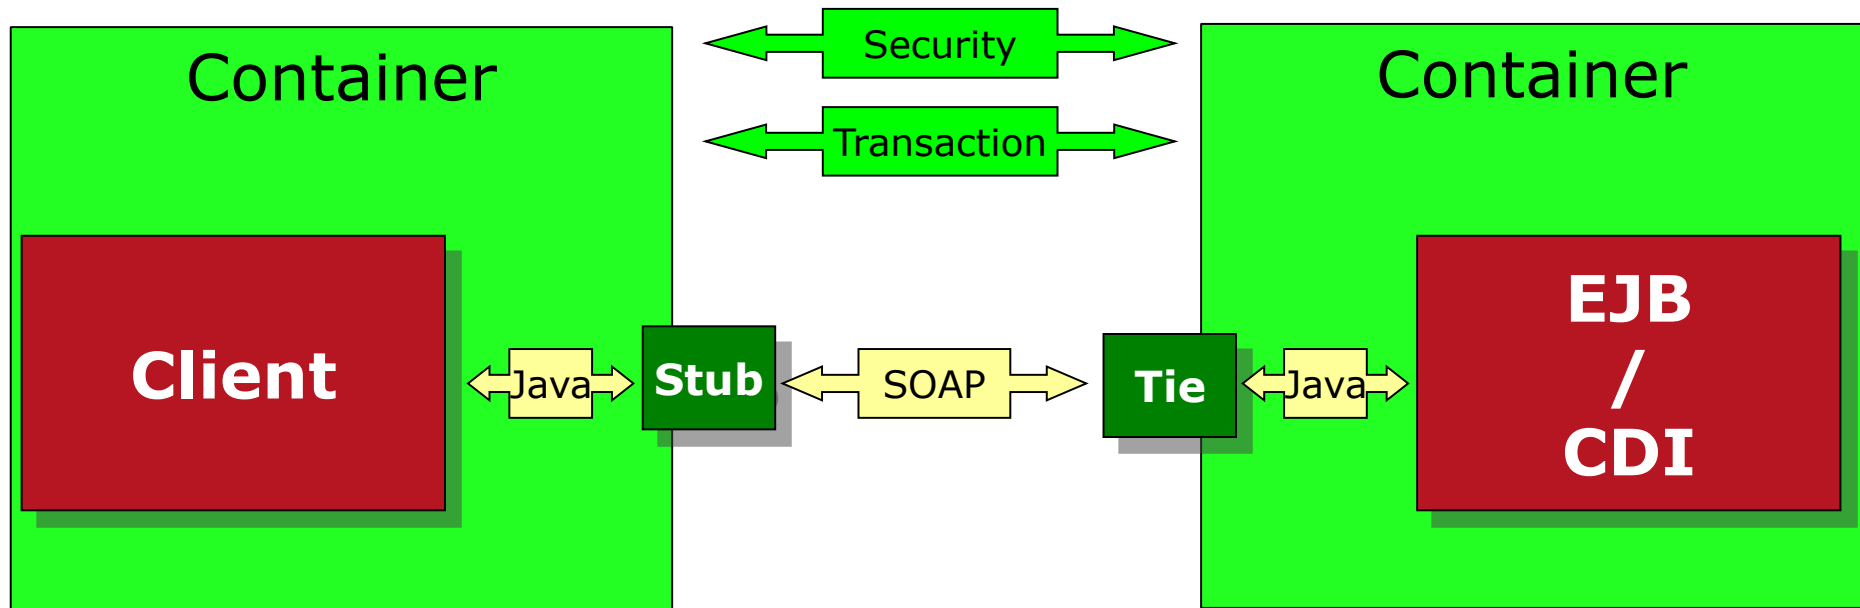 Container
Security
Container
Transaction
Client
Java
Stub
SOAP
Tie
Java
EJB
/
CDI